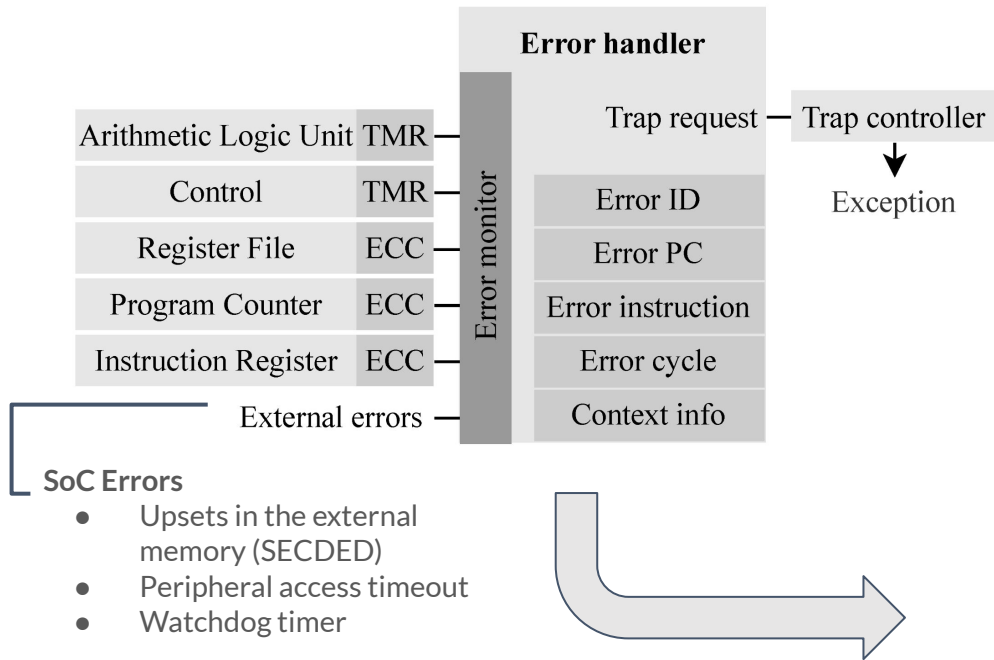 Error handler
Arithmetic Logic Unit TMR
Control TMR
Register File ECC
Program Counter ECC
Instruction Register ECC
External errors
Error monitor
Trap request
Trap controller
Exception
Error ID
Error PC
Error instruction
Error cycle
Context info
SoC Errors
● Upsets in the external
memory (SECDED)
● Peripheral access timeout
● Watchdog timer